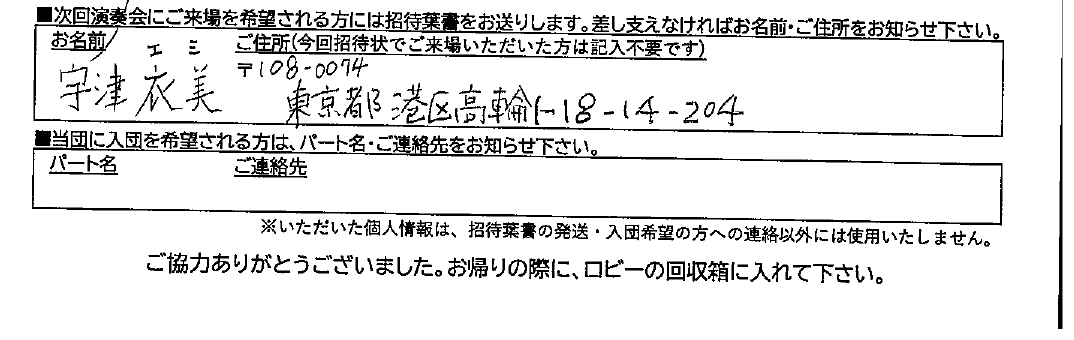 ■次回演奏会にご来場を希望される方には招待葉書をお送りします。差し支えなければお名前・ご住所をお知らせ下さい。
お名前 ご住所(今回招待状でご来場いただいた方は記入不要です)
エミ
〒108-0074
宇津衣美 東京都港区高輪1-18-14-204
■当団に入団を希望される方は、パート名・ご連絡先をお知らせ下さい。
パート名 ご連絡先
※いただいた個人情報は、招待葉書の発送・入団希望の方への連絡以外には使用いたしません。
ご協力ありがとうございました。お帰りの際に、ロビーの回収箱に入れて下さい。